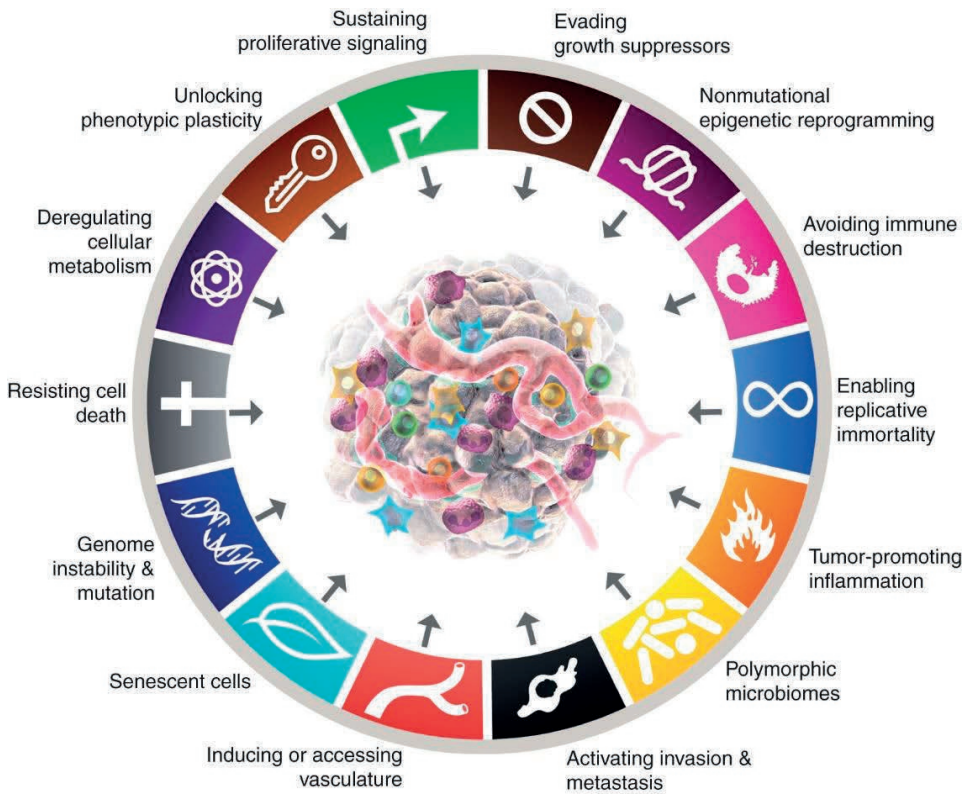 Sustaining
proliferative signaling
Evading
growth suppressors
Unlocking
phenotypic plasticity
Nonmutational
epigenetic reprogramming
Deregulating
cellular
metabolism
Avoiding immune
destruction
Resisting cell
death
Enabling
replicative
immortality
Genome
instability &
mutation
Tumor-promoting
inflammation
Senescent cells
Polymorphic
microbiomes
Inducing or accessing
vasculature
Activating invasion &
metastasis